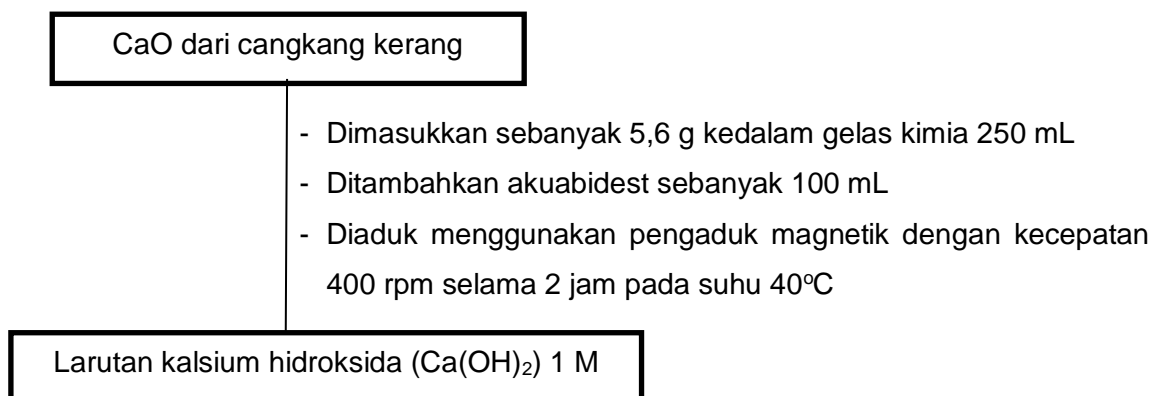 CaO dari cangkang kerang
- Dimasukkan sebanyak 5,6 g kedalam gelas kimia 250 mL
- Ditambahkan akuabidest sebanyak 100 mL
- Diaduk menggunakan pengaduk magnetik dengan kecepatan
400 rpm selama 2 jam pada suhu 40°C
Larutan kalsium hidroksida (Ca(OH)₂) 1 M